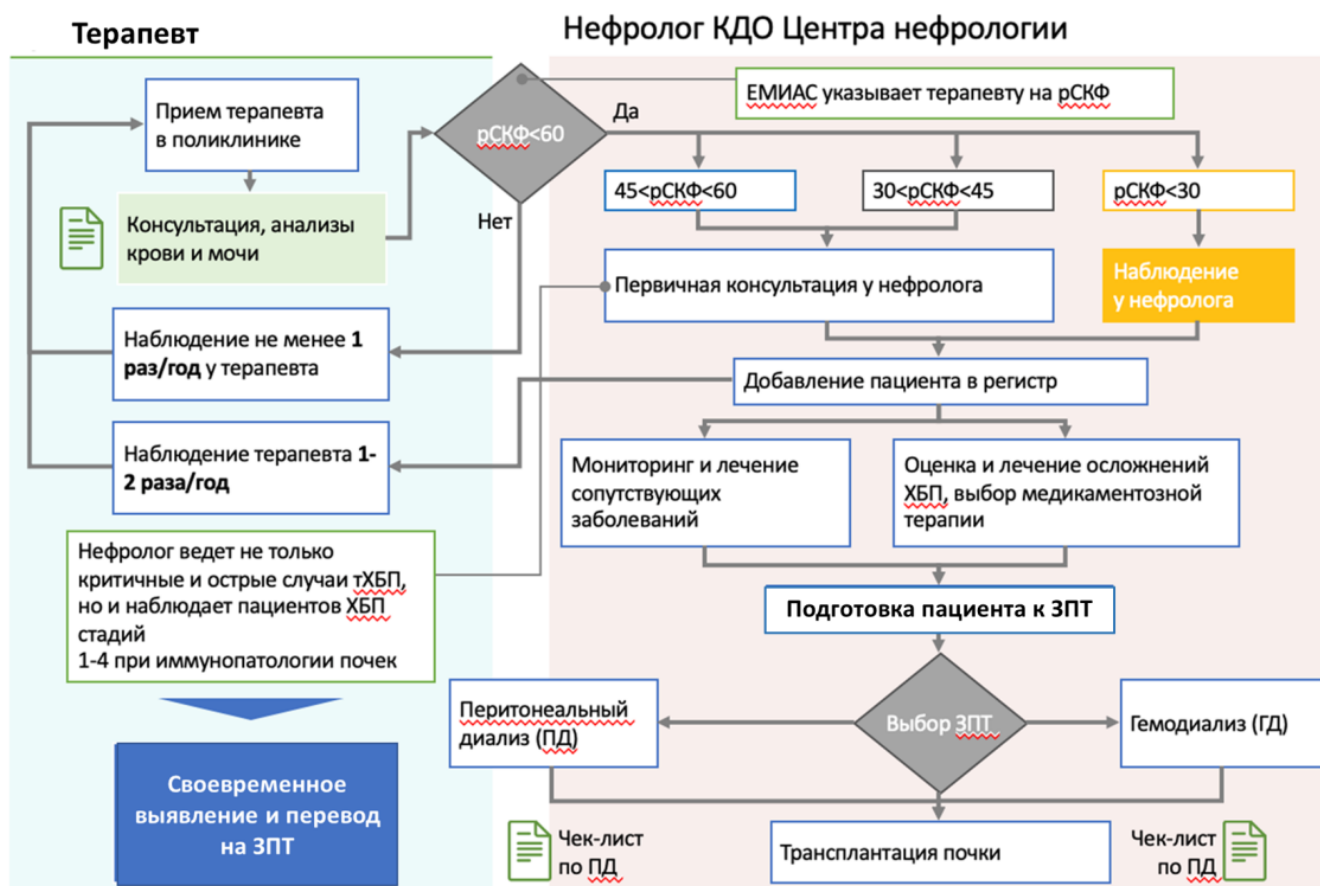 Терапевт
Нефролог КДО Центра нефрологии
Прием терапевта
в поликлинике
Консультация, анализы
крови и мочи
рСКФ<60
Да
Нет
ЕМИАС указывает терапевту на рСКФ
45<рСКФ<60
30<рСКФ<45
рСКФ<30
Первичная консультация у нефролога
Наблюдение
у нефролога
Наблюдение не менее 1
раз/год у терапевта
Добавление пациента в регистр
Наблюдение терапевта 1-
2 раза/год
Мониторинг и лечение
сопутствующих
заболеваний
Оценка и лечение осложнений
ХБП, выбор медикаментозной
терапии
Нефролог ведет не только
критичные и острые случаи тХБП,
но и наблюдает пациентов ХБП
стадий
1-4 при иммунопатологии почек
Подготовка пациента к ЗПТ
Перитонеальный
диализ (ПД)
Выбор ЗПТ
Гемодиализ (ГД)
Своевременное
выявление и перевод
на ЗПТ
Чек-лист
по ПД
Трансплантация почки
Чек-лист
по ПД